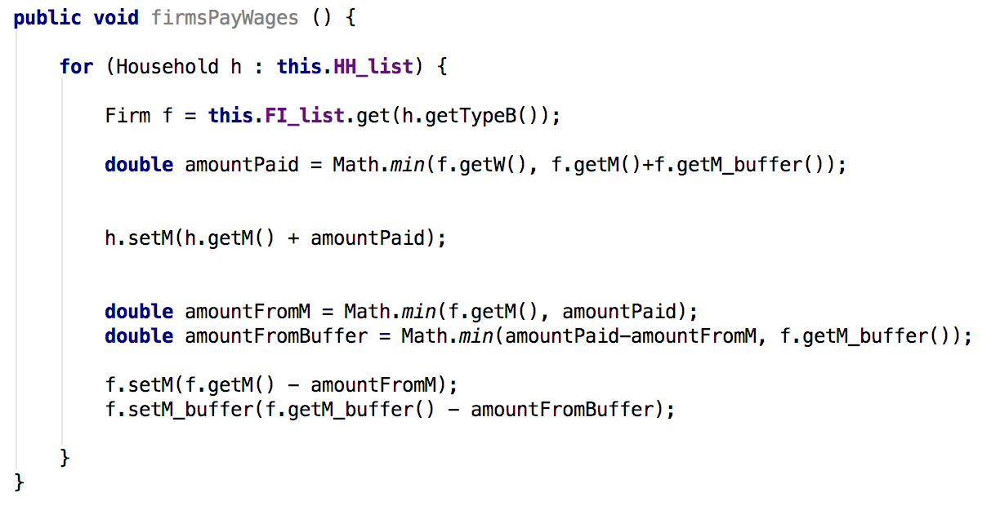 public void firmsPayWages () {
for (Household h : this.HH_list) {
Firm f = this.FI_list.get(h.getTypeB());
double amountPaid = Math.min(f.getW(), f.getM()+f.getM_buffer());
h.setM(h.getM() + amountPaid);
double amountFromM = Math.min(f.getM(), amountPaid);
double amountFromBuffer = Math.min(amountPaid-amountFromM, f.getM_buffer());
f.setM(f.getM() - amountFromM);
f.setM_buffer(f.getM_buffer() - amountFromBuffer);
}
}